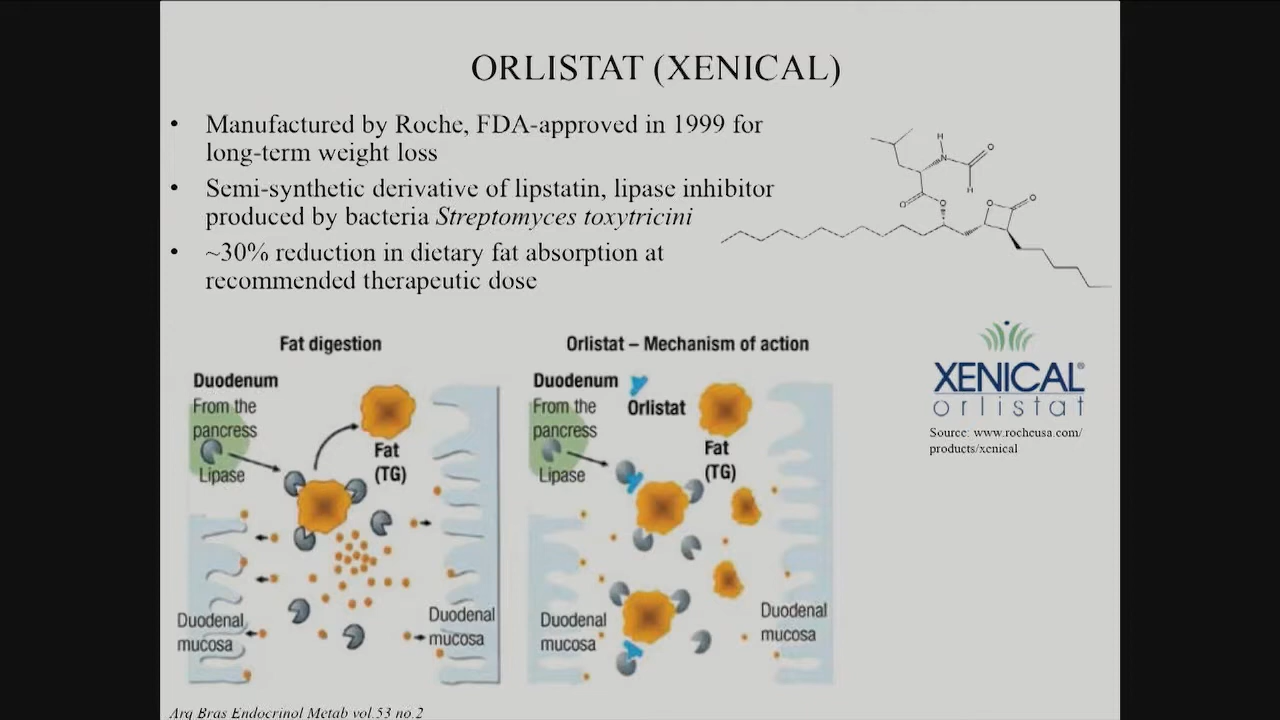 ORLISTAT (XENICAL)
• Manufactured by Roche, FDA-approved in 1999 for
long-term weight loss
• Semi-synthetic derivative of lipstatin, lipase inhibitor
produced by bacteria Streptomyces toxytricini
• ~30% reduction in dietary fat absorption at
recommended therapeutic dose
H
N
O
H
O
O
O
O
Fat digestion
Duodenum
From the
pancress
Lipase
Fat
(TG)
Duodenal
mucosa
Duodenal
mucosa
Orlistat – Mechanism of action
Duodenum
Orlistat
From the
pancress
Lipase
Fat
(TG)
Duodenal
mucosa
Duodenal
mucosa
XENICAL®
orlistat
Source: www.rocheusa.com/
products/xenical
Arq Bras Endocrinol Metab vol.53 no.2